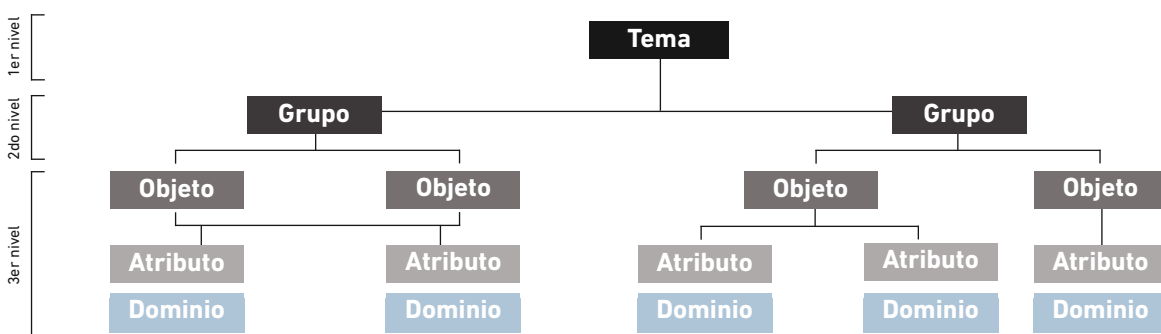 1er nivel
Tema
2do nivel
Grupo
Grupo
3er nivel
Objeto
Objeto
Objeto
Objeto
Atributo
Atributo
Atributo
Atributo
Atributo
Dominio
Dominio
Dominio
Dominio
Dominio